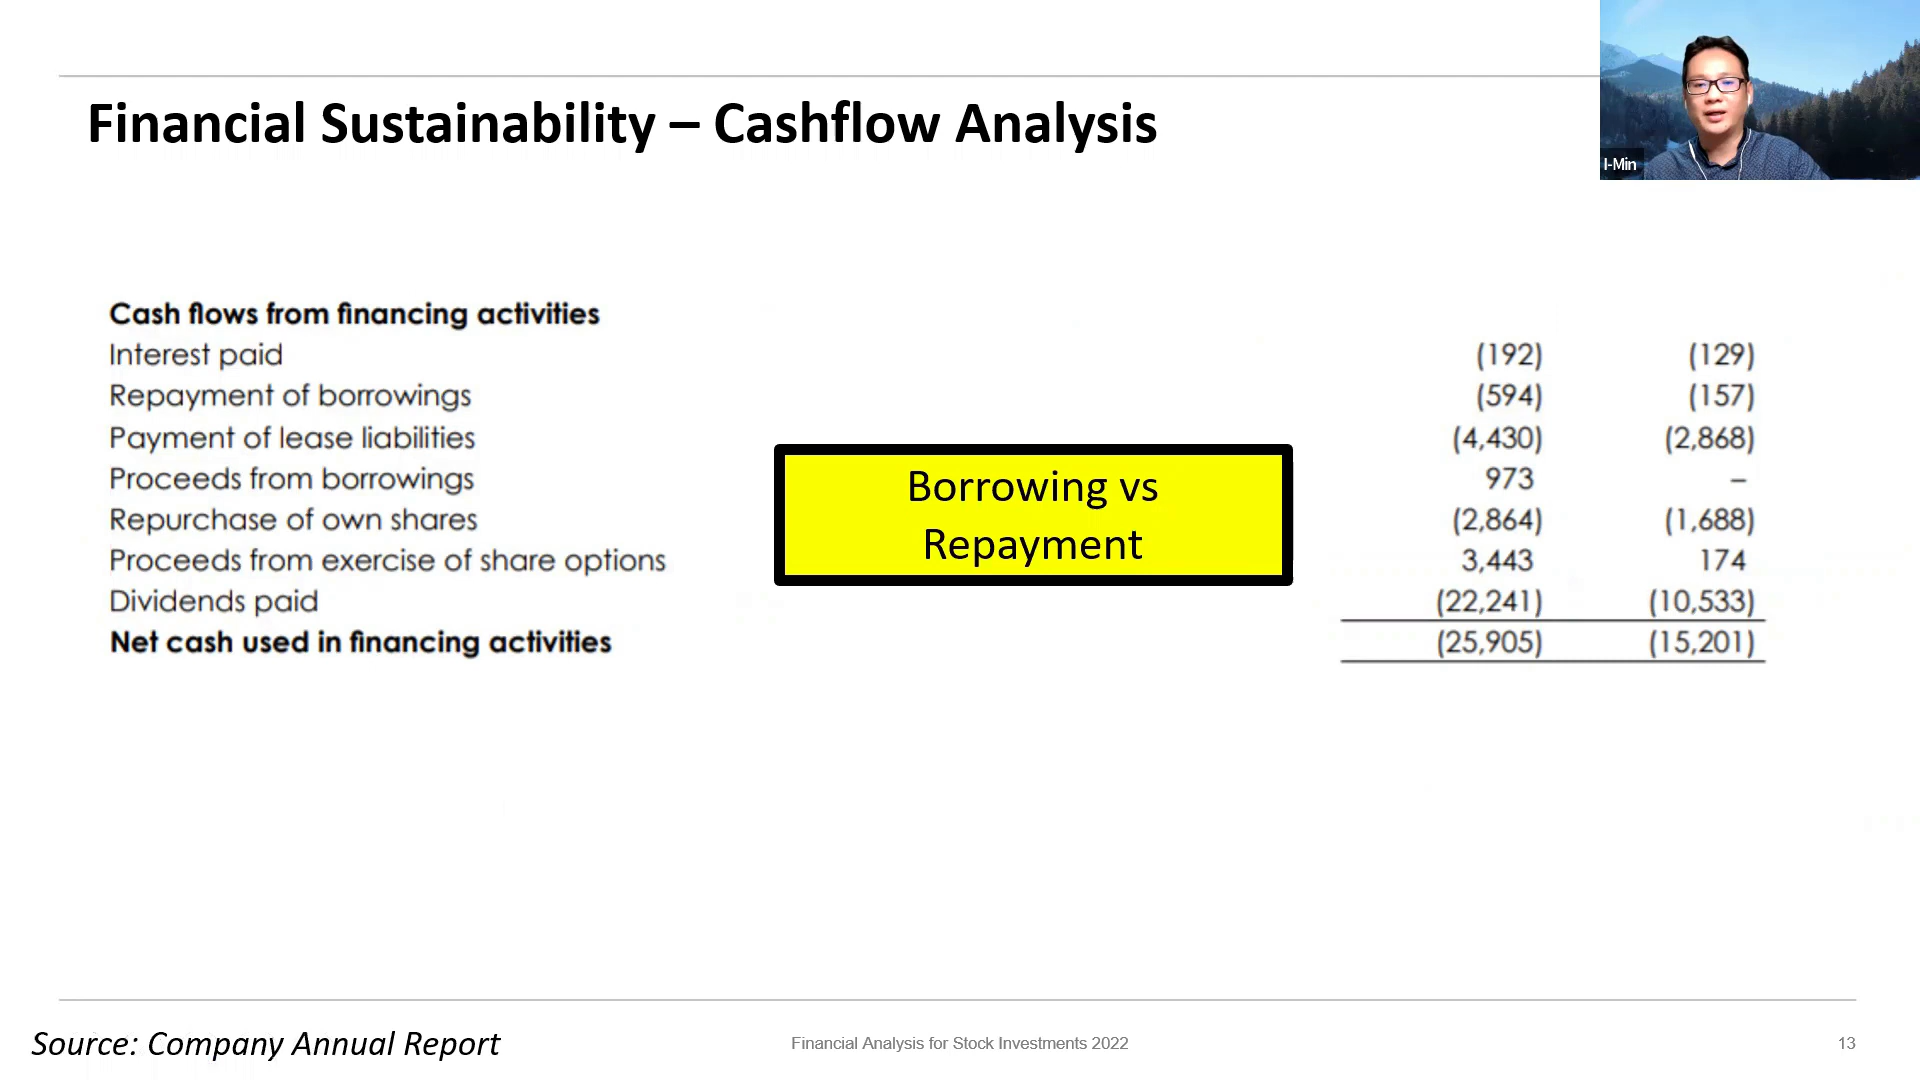 Financial Sustainability – Cashflow Analysis
I-Min
Cash flows from financing activities
Interest paid (192) (129)
Repayment of borrowings (594) (157)
Payment of lease liabilities (4,430) (2,868)
Proceeds from borrowings 973 –
Repurchase of own shares (2,864) (1,688)
Proceeds from exercise of share options 3,443 174
Dividends paid (22,241) (10,533)
Net cash used in financing activities (25,905) (15,201)
Borrowing vs
Repayment
Source: Company Annual Report
Financial Analysis for Stock Investments 2022
13